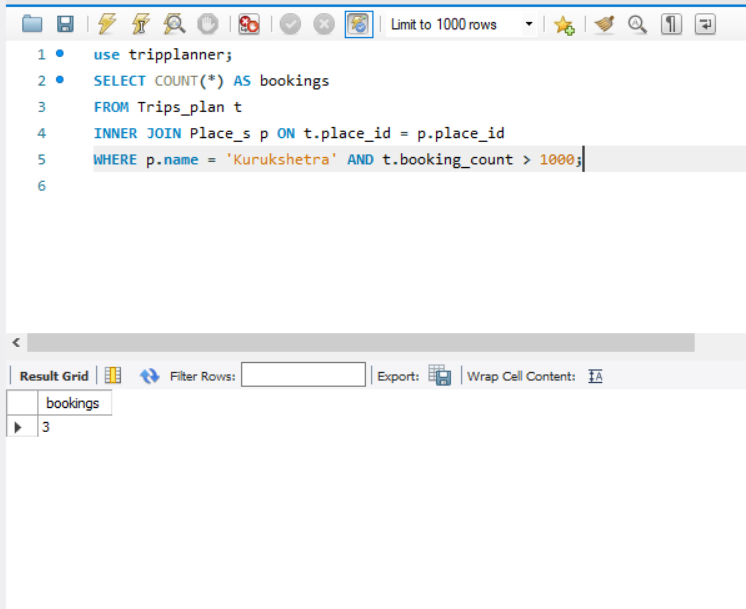 Limit to 1000 rows
1 use tripplanner;
2 SELECT COUNT(*) AS bookings
3 FROM Trips_plan t
4 INNER JOIN Place_s p ON t.place_id = p.place_id
5 WHERE p.name = 'Kurukshetra' AND t.booking_count > 1000;
6
Result Grid Filter Rows: Export: Wrap Cell Content: IA
bookings
3